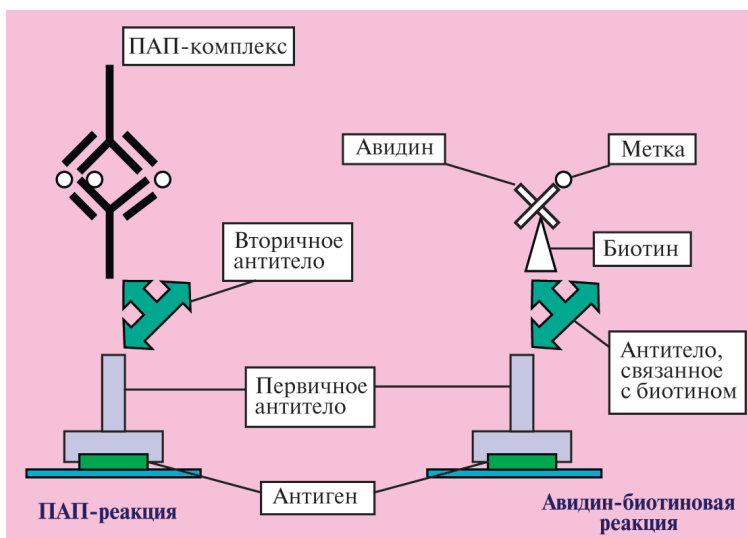 ПАП-комплекс
Авидин
Метка
Вторичное
антитело
Биотин
Первичное
антитело
Антитело,
связанное
с биотином
Антиген
ПАП-реакция
Авидин-биотиновая
реакция